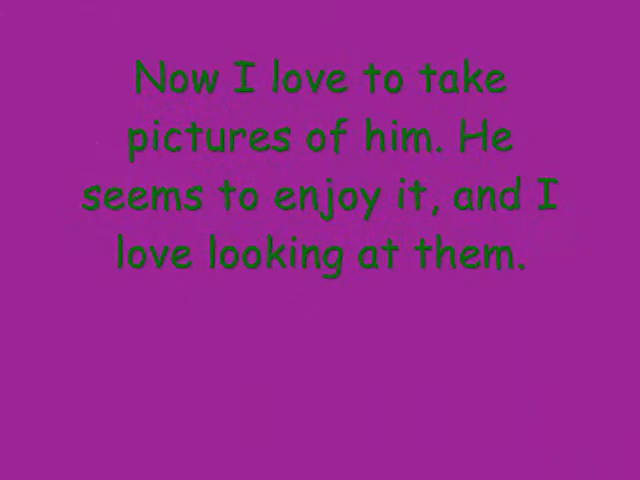 Now I love to take
pictures of him. He
seems to enjoy it, and I
love looking at them.